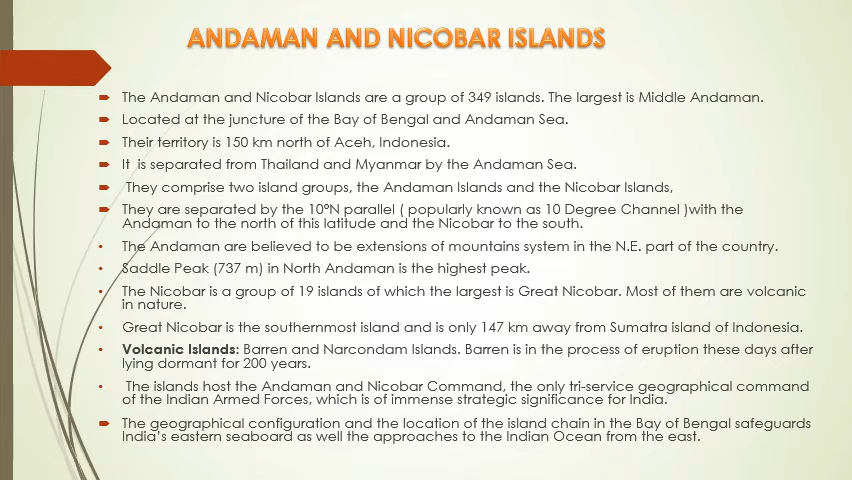 ANDAMAN AND NICOBAR ISLANDS
The Andaman and Nicobar Islands are a group of 349 islands. The largest is Middle Andaman.
Located at the juncture of the Bay of Bengal and Andaman Sea.
Their territory is 150 km north of Aceh, Indonesia.
It is separated from Thailand and Myanmar by the Andaman Sea.
They comprise two island groups, the Andaman Islands and the Nicobar Islands,
They are separated by the 10°N parallel ( popularly known as 10 Degree Channel )with the
Andaman to the north of this latitude and the Nicobar to the south.
The Andaman are believed to be extensions of mountains system in the N.E. part of the country.
Saddle Peak (737 m) in North Andaman is the highest peak.
The Nicobar is a group of 19 islands of which the largest is Great Nicobar. Most of them are volcanic
in nature.
Great Nicobar is the southernmost island and is only 147 km away from Sumatra island of Indonesia.
Volcanic Islands: Barren and Narcondam Islands. Barren is in the process of eruption these days after
lying dormant for 200 years.
The islands host the Andaman and Nicobar Command, the only tri-service geographical command
of the Indian Armed Forces, which is of immense strategic significance for India.
The geographical configuration and the location of the island chain in the Bay of Bengal safeguards
India's eastern seaboard as well the approaches to the Indian Ocean from the east.